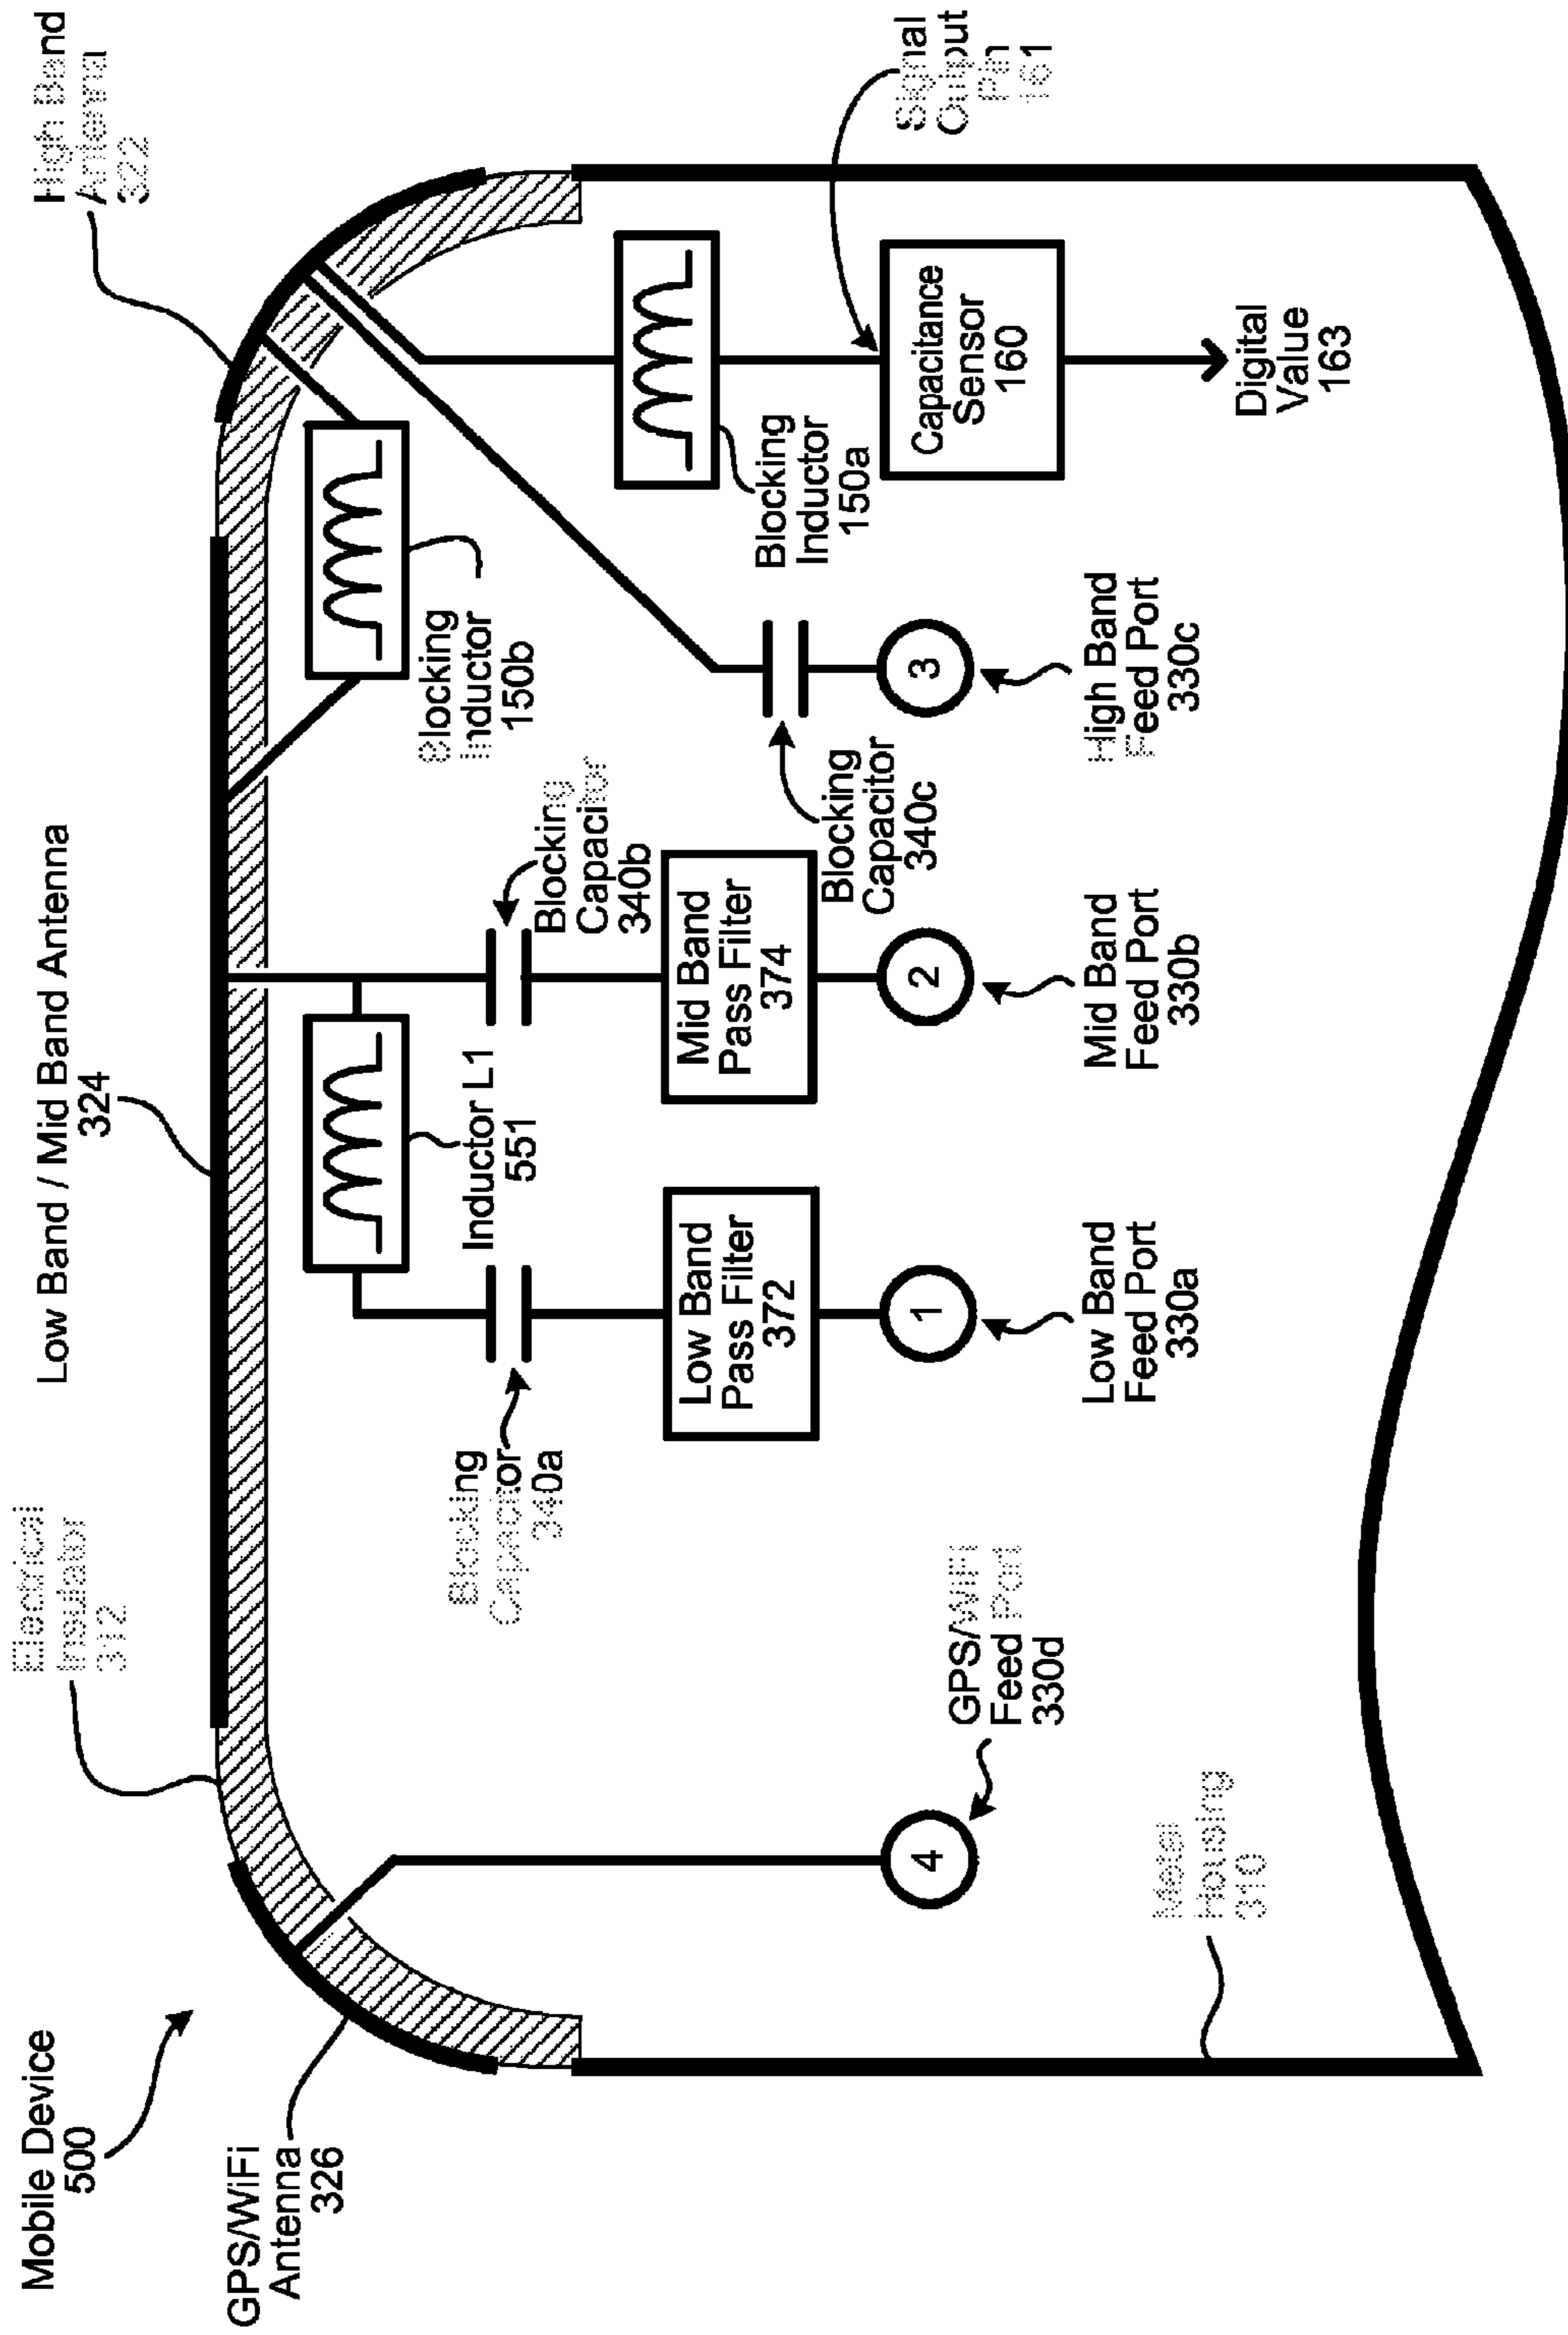 Mobile Device
500
GPS/WiFi
Antenna
326
Electrical
Insulator
312
Low Band / Mid Band Antenna
324
High Band
Antenna
322
Blocking
Inductor
150b
Inductor L1
551
Blocking
Capacitor
340a
Blocking
Capacitor
340b
Low Band
Pass Filter
372
Mid Band
Pass Filter
374
Blocking
Capacitor
340c
Blocking
Inductor
150a
Signal
Output
Pin
161
Capacitance
Sensor
160
4
1
2
3
GPS/WiFi
Feed Port
330d
Low Band
Feed Port
330a
Mid Band
Feed Port
330b
High Band
Feed Port
330c
Digital
Value
163
Metal
Housing
310